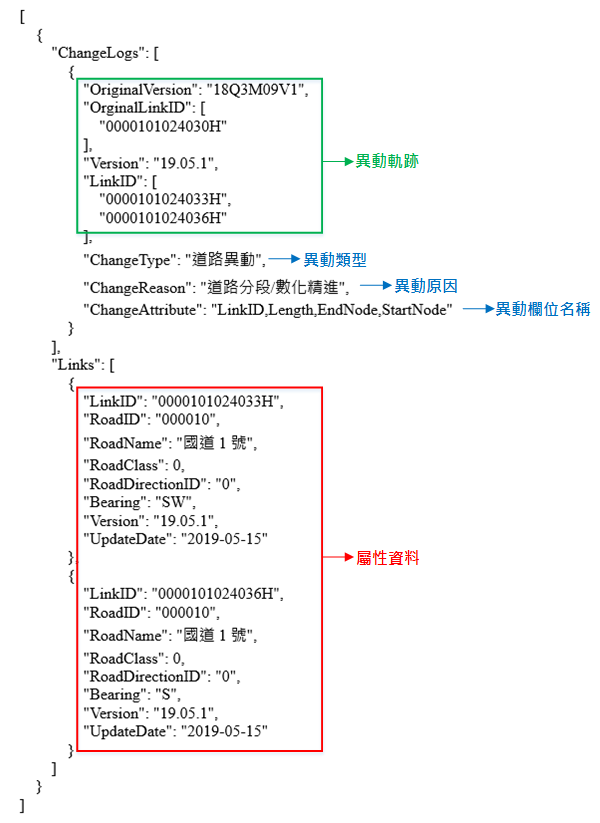 [
{
"ChangeLogs": [
{
"OriginalVersion": "18Q3M09V1",
"OrginalLinkID": [
"0000101024030H"
],
"Version": "19.05.1",
異動軌跡
"LinkID": [
"0000101024033H",
"0000101024036H"
],
"ChangeType": "道路異動", 異動類型
"ChangeReason": "道路分段/數化精進", 異動原因
"ChangeAttribute": "LinkID,Length,EndNode,StartNode" 異動欄位名稱
}
],
"Links": [
{
"LinkID": "0000101024033H",
"RoadID": "000010",
"RoadName": "國道 1 號",
"RoadClass": 0,
"RoadDirectionID": "0",
"Bearing": "SW",
"Version": "19.05.1",
"UpdateDate": "2019-05-15"
},
屬性資料
{
"LinkID": "0000101024036H",
"RoadID": "000010",
"RoadName": "國道 1 號",
"RoadClass": 0,
"RoadDirectionID": "0",
"Bearing": "S",
"Version": "19.05.1",
"UpdateDate": "2019-05-15"
}
]
}
]